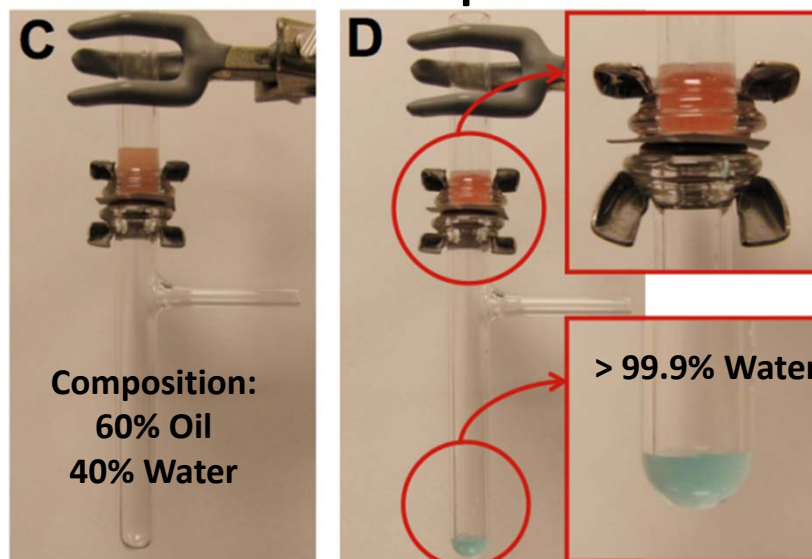 C
D
Composition:
60% Oil
40% Water
> 99.9% Water